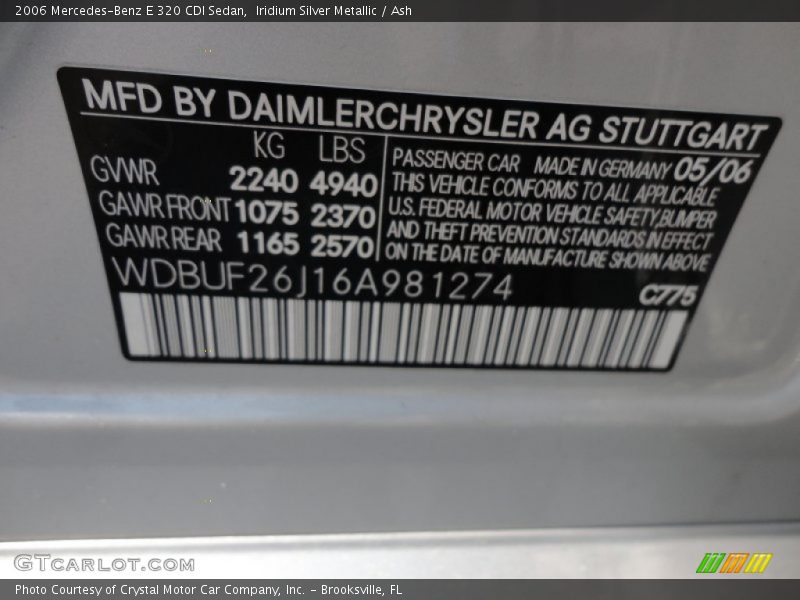 2006 Mercedes-Benz E 320 CDI Sedan, Iridium Silver Metallic / Ash
MFD BY DAIMLERCHRYSLER AG STUTTGART
KG LBS
GVWR 2240 4940
GAWR FRONT 1075 2370
GAWR REAR 1165 2570
PASSENGER CAR MADE IN GERMANY 05/06
THIS VEHICLE CONFORMS TO ALL APPLICABLE
U.S. FEDERAL MOTOR VEHICLE SAFETY, BUMPER
AND THEFT PREVENTION STANDARDS IN EFFECT
ON THE DATE OF MANUFACTURE SHOWN ABOVE
WDBUF26J16A981274
C775
GTCARLOT.COM
Photo Courtesy of Crystal Motor Car Company, Inc. - Brooksville, FL